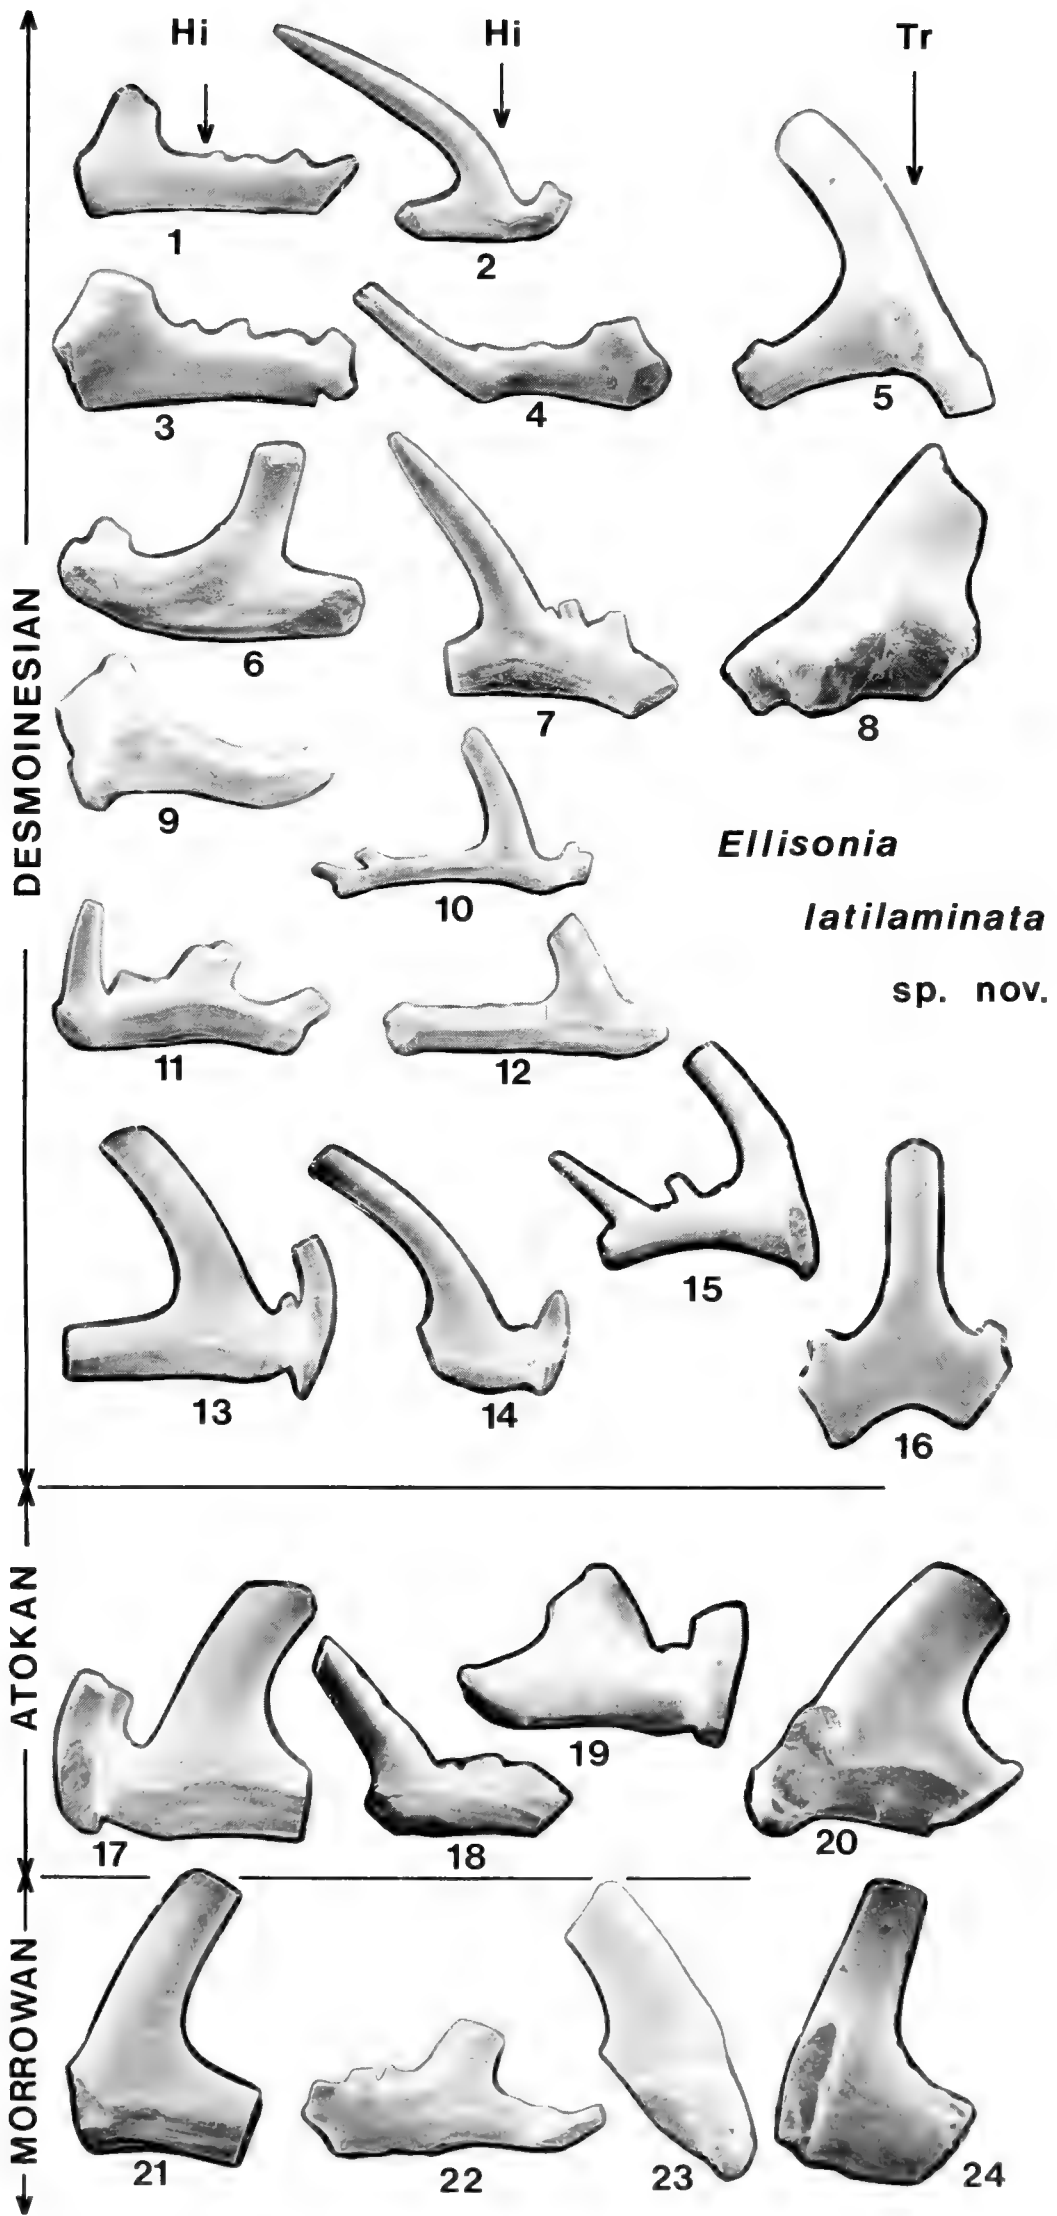 Hi Hi Tr
1
2
3 4 5
6
7 8
9
10
Ellisonia
latilaminata
sp. nov.
11 12
13 14 15 16
17 18 19 20
21 22 23 24
DESMOINESIAN
ATOKAN
MORROWAN